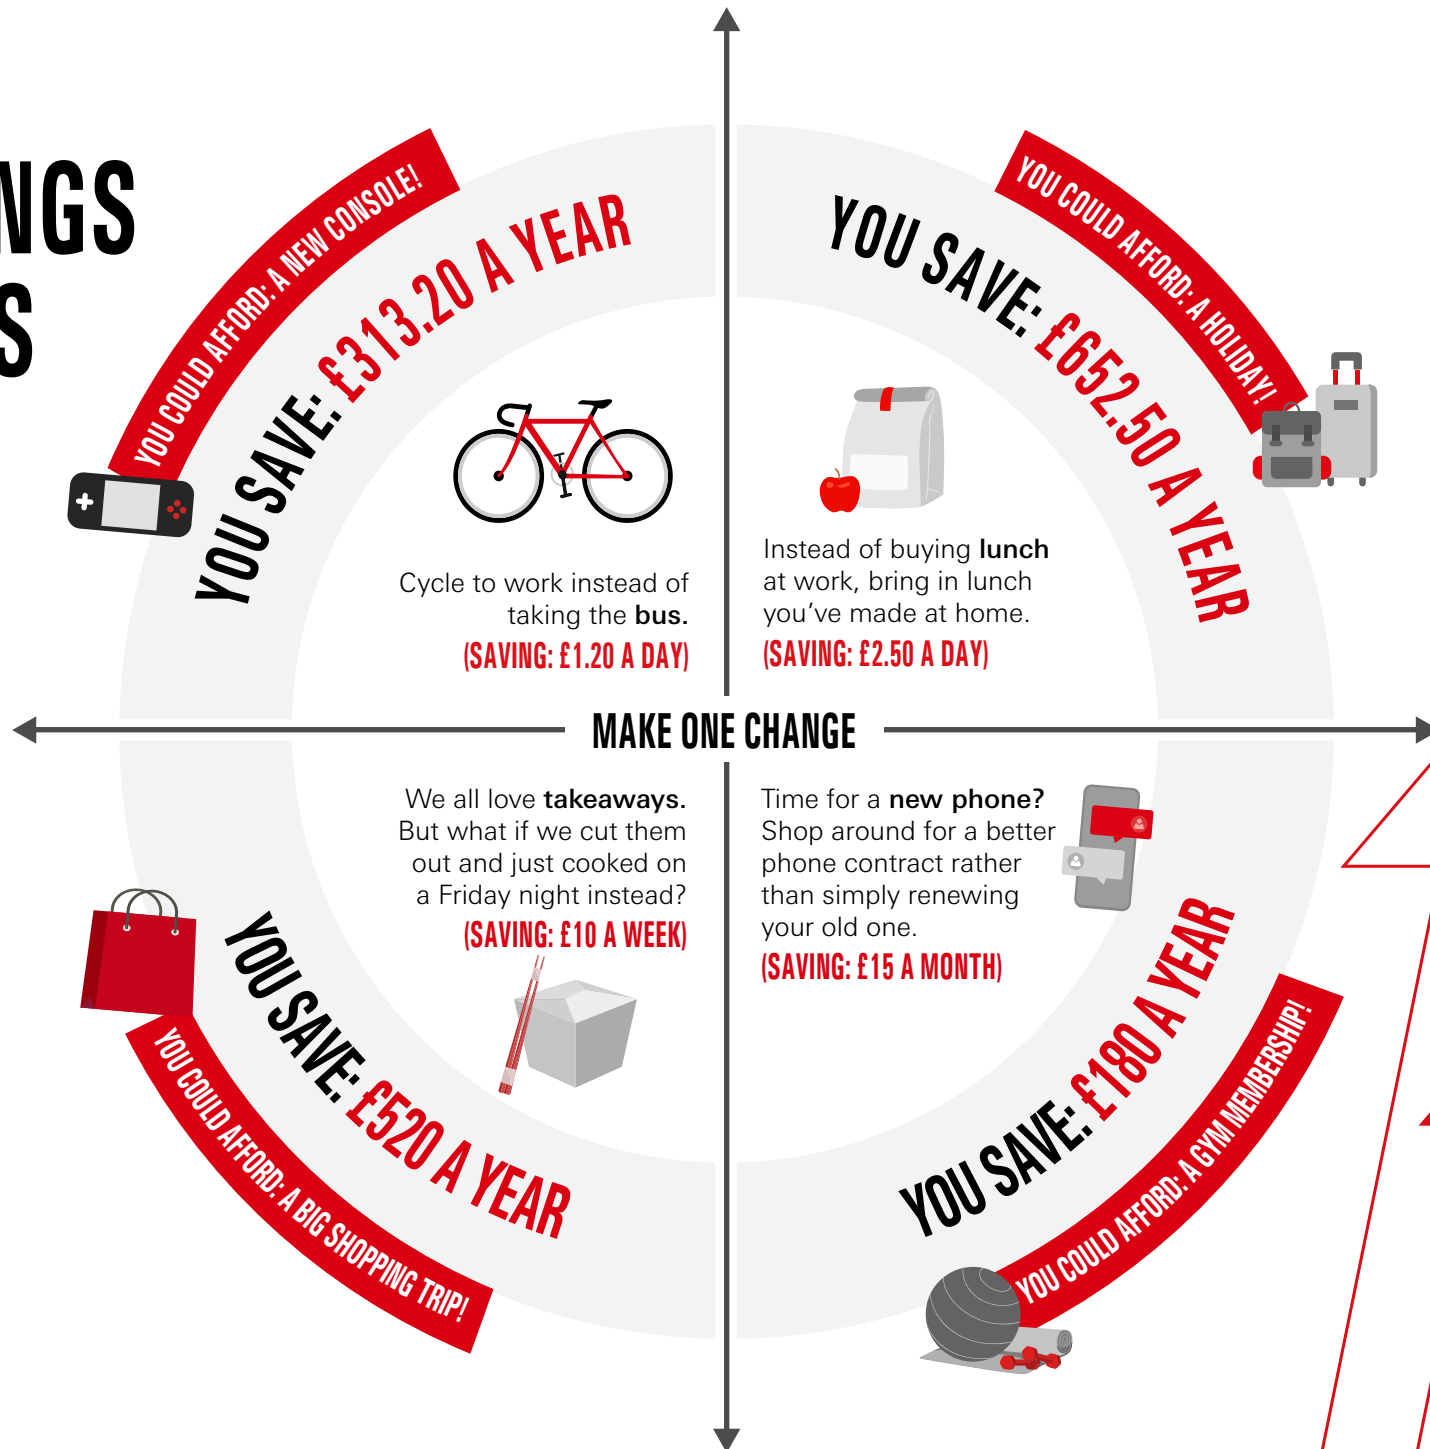 YOU COULD AFFORD: A NEW CONSOLE!
YOU SAVE: £313.20 A YEAR
Cycle to work instead of
taking the bus.
(SAVING: £1.20 A DAY)
YOU COULD AFFORD: A HOLIDAY!
YOU SAVE: £652.50 A YEAR
Instead of buying lunch
at work, bring in lunch
you’ve made at home.
(SAVING: £2.50 A DAY)
MAKE ONE CHANGE
We all love takeaways.
But what if we cut them
out and just cooked on
a Friday night instead?
(SAVING: £10 A WEEK)
YOU SAVE: £520 A YEAR
YOU COULD AFFORD: A BIG SHOPPING TRIP!
Time for a new phone?
Shop around for a better
phone contract rather
than simply renewing
your old one.
(SAVING: £15 A MONTH)
YOU SAVE: £180 A YEAR
YOU COULD AFFORD: A GYM MEMBERSHIP!